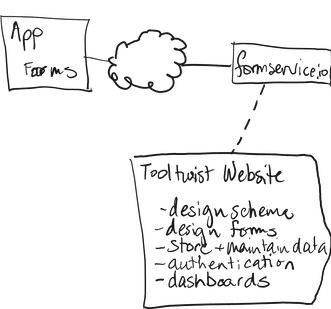 App
Forms
formservice.io
Tooltwist Website
- design scheme
- design forms
- store + maintain data
- authentication
- dashboards